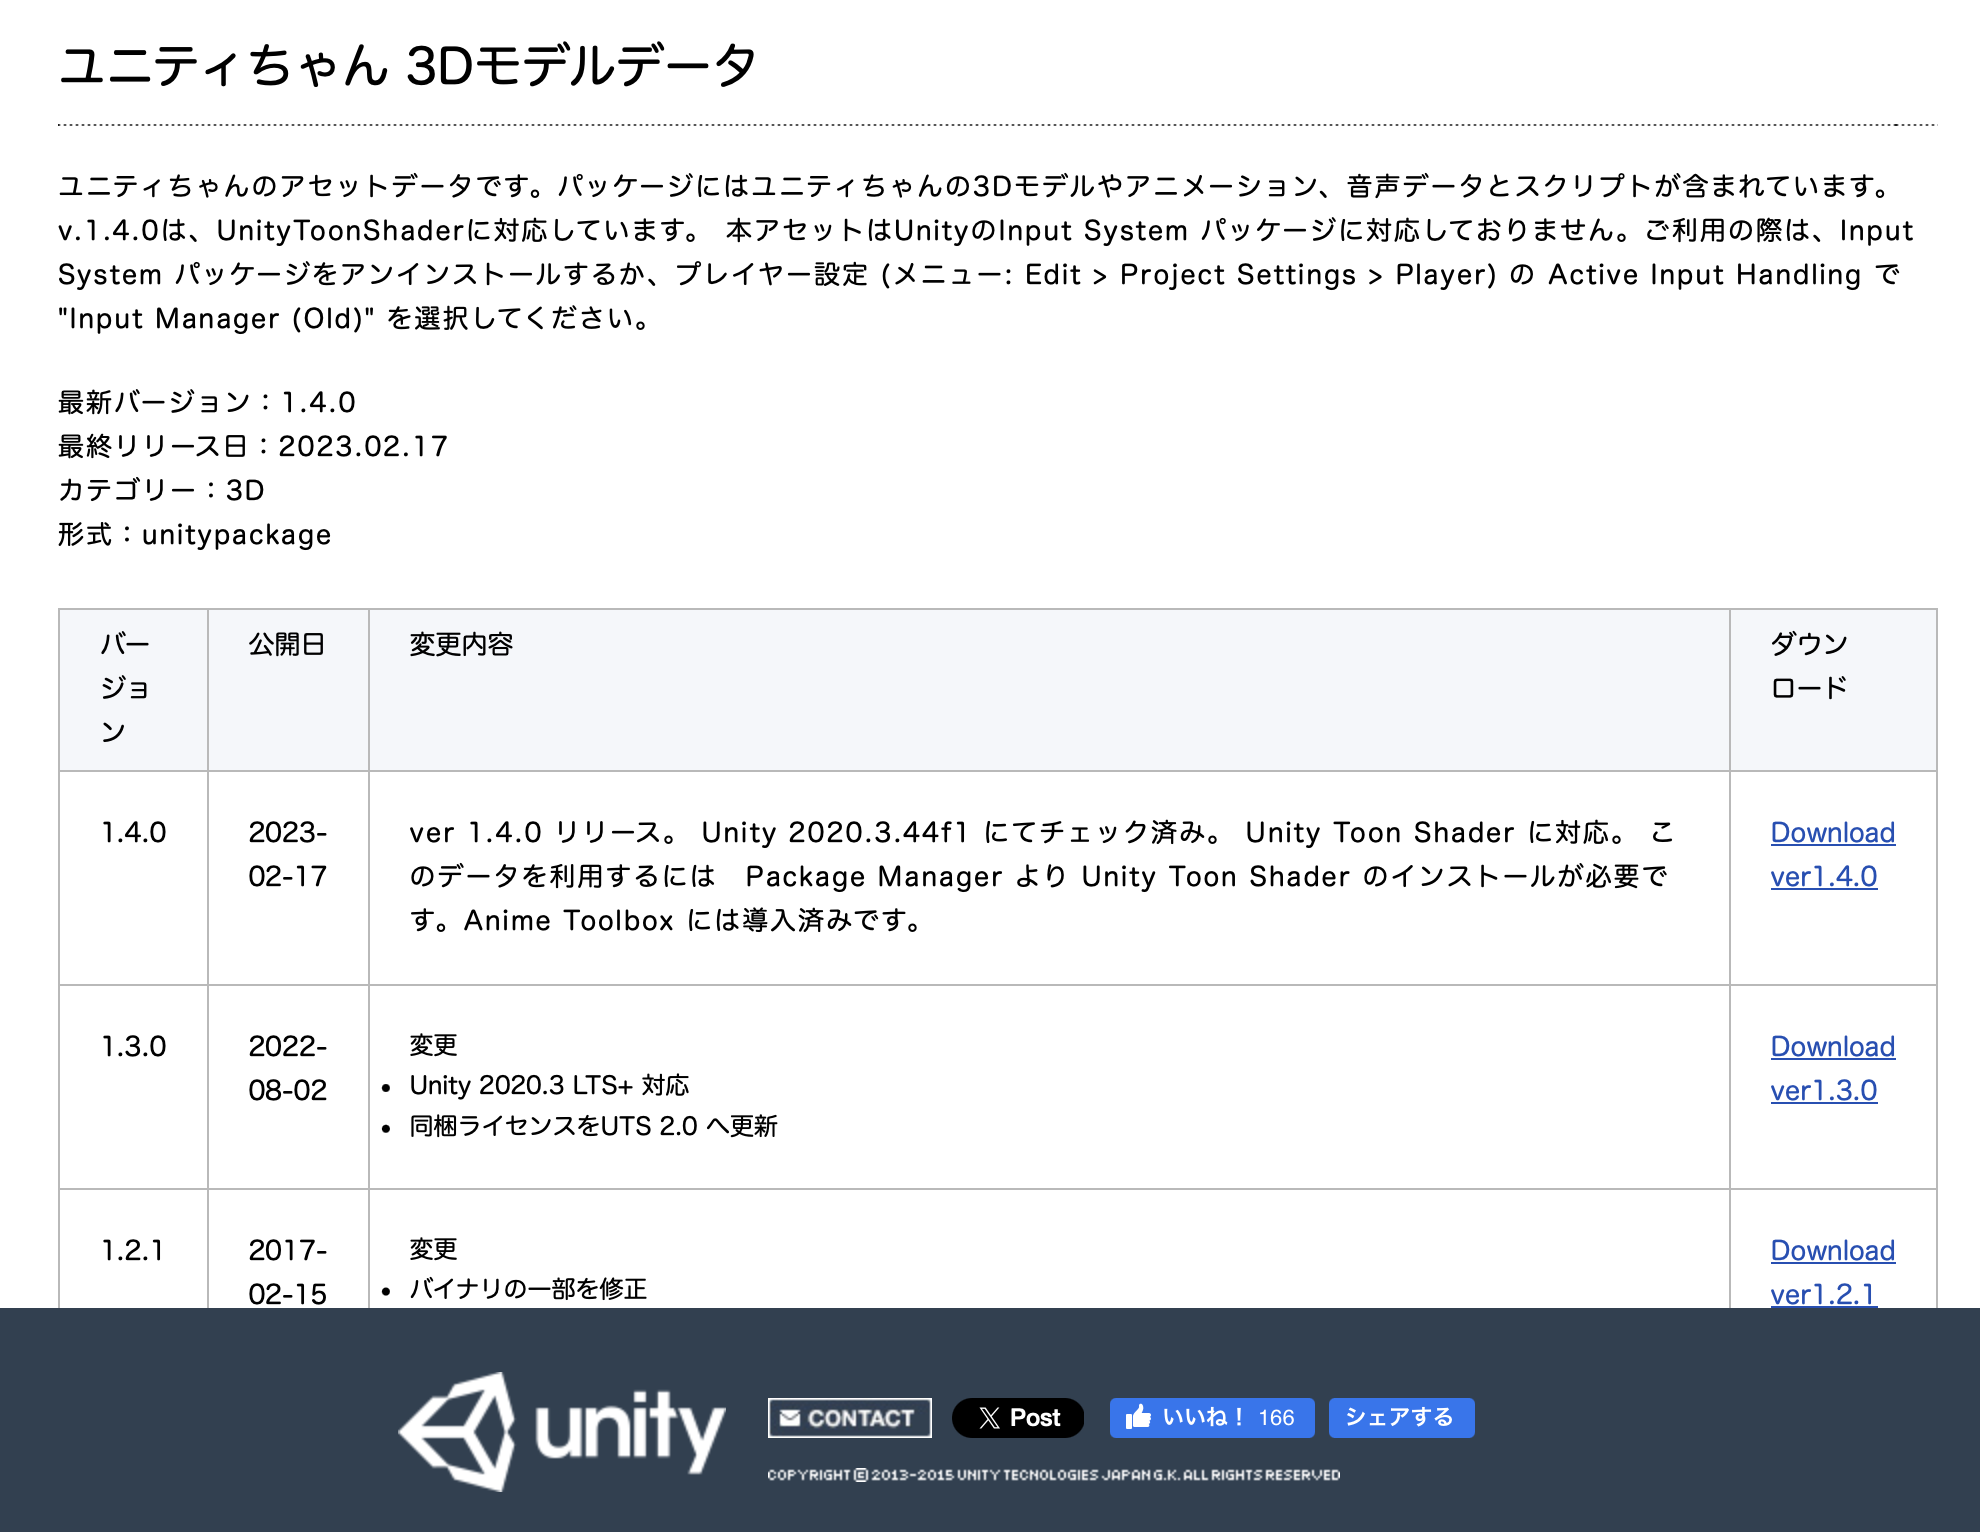 ユニティちゃん 3Dモデルデータ
ユニティちゃんのアセットデータです。パッケージにはユニティちゃんの3Dモデルやアニメーション、音声データとスクリプトが含まれています。
v.1.4.0は、UnityToonShaderに対応しています。 本アセットはUnityのInput System パッケージに対応しておりません。ご利用の際は、Input
System パッケージをアンインストールするか、プレイヤー設定 (メニュー: Edit > Project Settings > Player) の Active Input Handling で
"Input Manager (Old)" を選択してください。
最新バージョン：1.4.0
最終リリース日：2023.02.17
カテゴリー：3D
形式：unitypackage
バー
ジョ
ン
公開日
変更内容
ダウン
ロード
1.4.0
2023-
02-17
ver 1.4.0 リリース。 Unity 2020.3.44f1 にてチェック済み。 Unity Toon Shader に対応。 こ
のデータを利用するには　Package Manager より Unity Toon Shader のインストールが必要で
す。Anime Toolbox には導入済みです。
Download
ver1.4.0
1.3.0
2022-
08-02
変更
• Unity 2020.3 LTS+ 対応
• 同梱ライセンスをUTS 2.0 へ更新
Download
ver1.3.0
1.2.1
2017-
02-15
変更
• バイナリの一部を修正
Download
ver1.2.1
unity
CONTACT
X Post
いいね！ 166
シェアする
COPYRIGHT © 2013-2015 UNITY TECNOLOGIES JAPAN G.K. ALL RIGHTS RESERVED